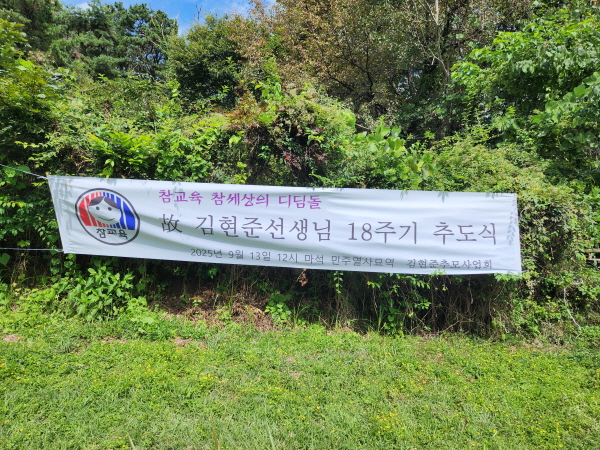 참교육 참세상의 디딤돌
故 김현준선생님 18주기 추도식
2025년 9월 13일 12시 마석 민주열사묘역 김현준추모사업회
참교육